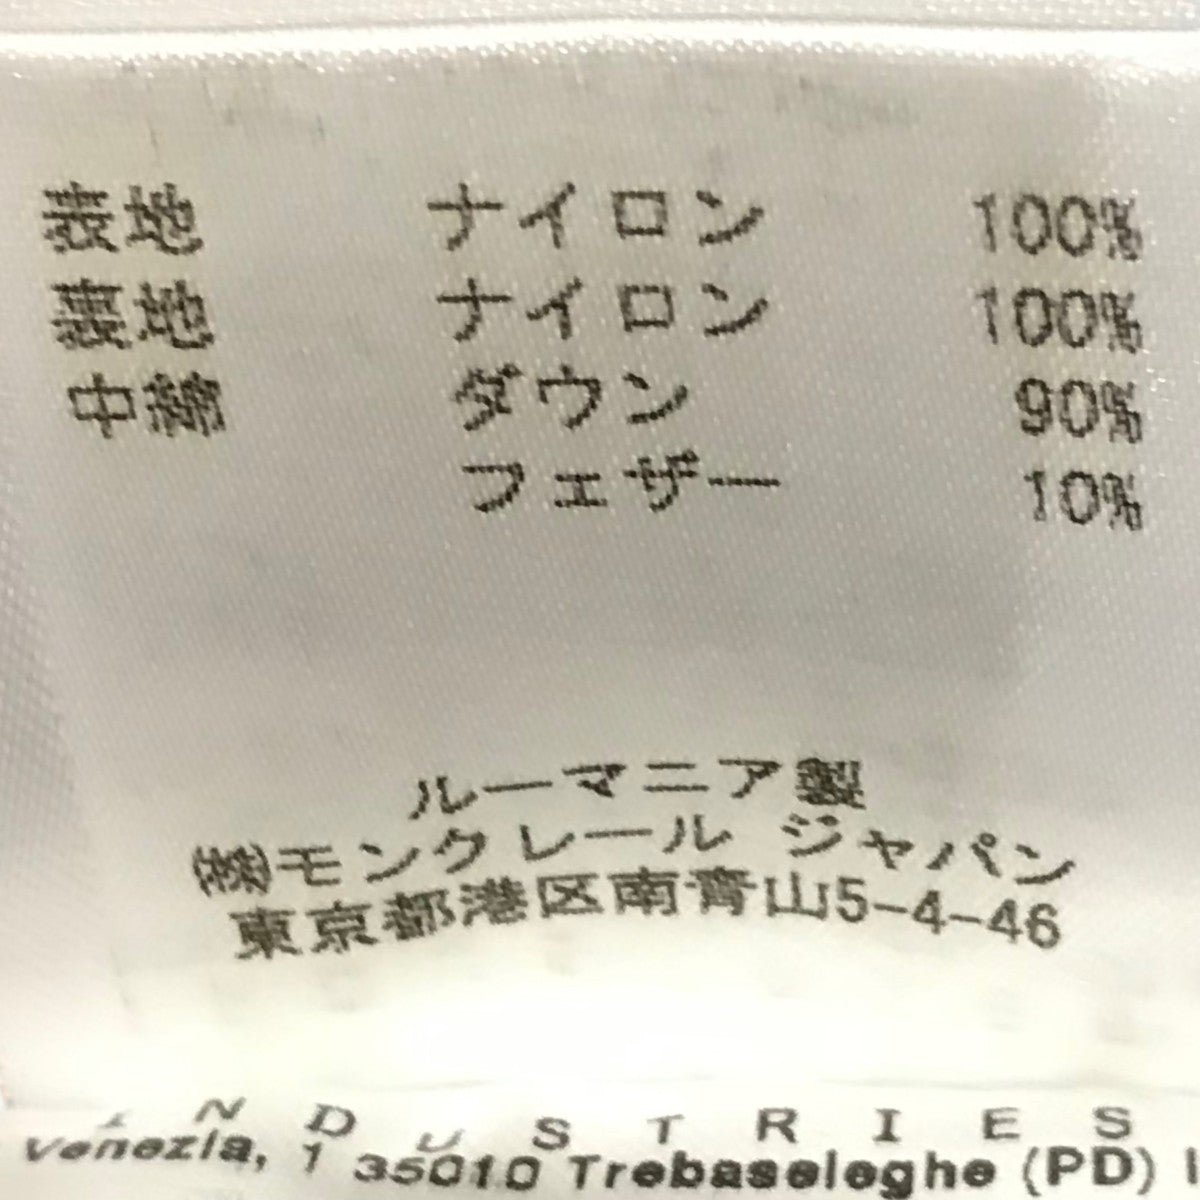 表地 ナイロン 100%
裏地 ナイロン 100%
中綿 ダウン 90%
フェザー 10%
ルーマニア製
㈱モンクレール ジャパン
東京都港区南青山5-4-46
INDUSTRIES
Venezia, 1 35010 Trebaseleghe (PD)